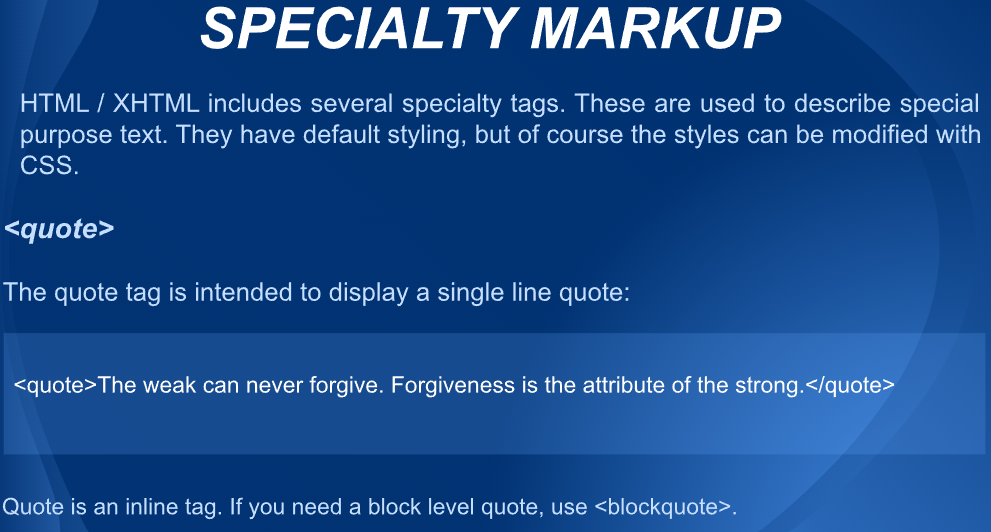 SPECIALTY MARKUP
HTML / XHTML includes several specialty tags. These are used to describe special
purpose text. They have default styling, but of course the styles can be modified with
CSS.
<quote>
The quote tag is intended to display a single line quote:
<quote>The weak can never forgive. Forgiveness is the attribute of the strong.</quote>
Quote is an inline tag. If you need a block level quote, use <blockquote>.